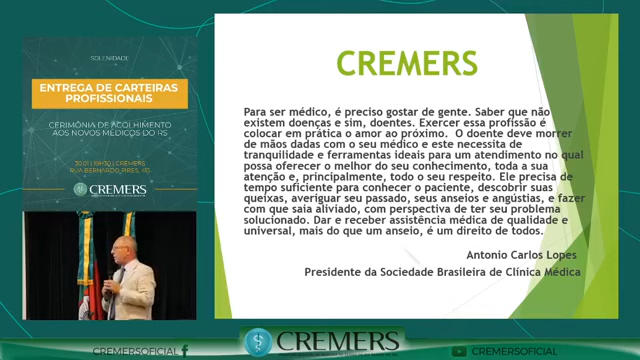 SOLENIDADE
ENTREGA DE CARTEIRAS
PROFISSIONAIS
CERIMÔNIA DE ACOLHIMENTO
AOS NOVOS MÉDICOS DO RS
30.01 | 19H30 | CREMERS
RUA BERNARDO PIRES, 415
CREMERS
CREMERS
Para ser médico, é preciso gostar de gente. Saber que não
existem doenças e sim, doentes. Exercer essa profissão é
colocar em prática o amor ao próximo. O doente deve morrer
de mãos dadas com o seu médico e este necessita de
tranquilidade e ferramentas ideais para um atendimento no qual
possa oferecer o melhor do seu conhecimento, toda a sua
atenção e, principalmente, todo o seu respeito. Ele precisa de
tempo suficiente para conhecer o paciente, descobrir suas
queixas, averiguar seu passado, seus anseios e angústias, e fazer
com que saia aliviado, com perspectiva de ter seu problema
solucionado. Dar e receber assistência médica de qualidade e
universal, mais do que um anseio, é um direito de todos.
Antonio Carlos Lopes
Presidente da Sociedade Brasileira de Clínica Médica
CREMERSOFICIAL
CREMERS
CREMERSOFICIAL